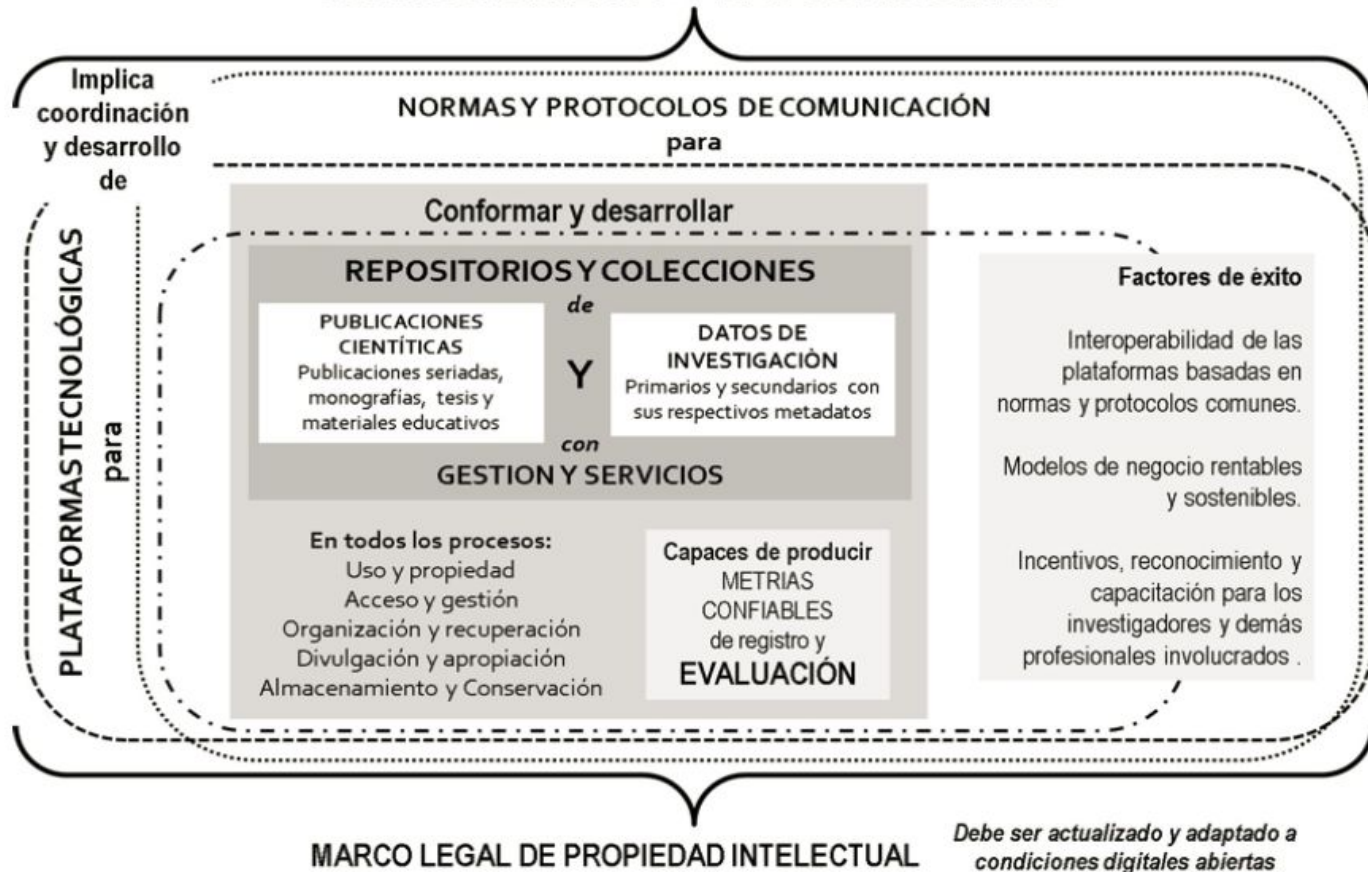 Implica
coordinación
y desarrollo
de
NORMAS Y PROTOCOLOS DE COMUNICACIÓN
para
PLATAFORMAS TECNOLÓGICAS
para
Conformar y desarrollar
REPOSITORIOS Y COLECCIONES
de
PUBLICACIONES
CIENTÍTICAS
Publicaciones seriadas,
monografías, tesis y
materiales educativos
Y
DATOS DE
INVESTIGACIÒN
Primarios y secundarios con
sus respectivos metadatos
con
GESTION Y SERVICIOS
En todos los procesos:
Uso y propiedad
Acceso y gestión
Organización y recuperación
Divulgación y apropiación
Almacenamiento y Conservación
Capaces de producir
METRIAS
CONFIABLES
de registro y
EVALUACIÓN
Factores de èxito
Interoperabilidad de las
plataformas basadas en
normas y protocolos comunes.
Modelos de negocio rentables
y sostenibles.
Incentivos, reconocimiento y
capacitación para los
investigadores y demás
profesionales involucrados .
MARCO LEGAL DE PROPIEDAD INTELECTUAL
Debe ser actualizado y adaptado a
condiciones digitales abiertas